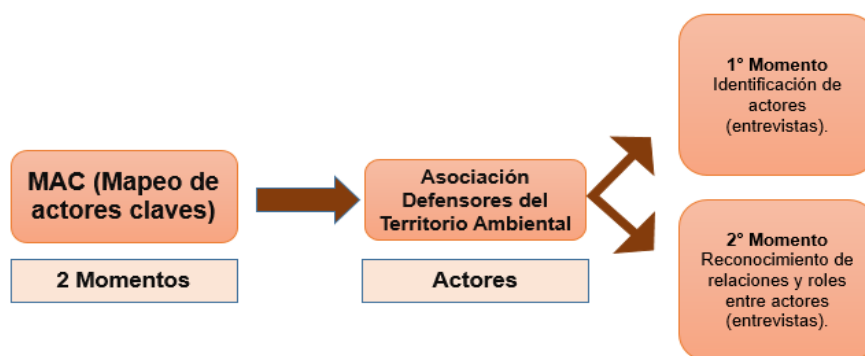 MAC (Mapeo de
actores claves)
2 Momentos
Asociación
Defensores del
Territorio Ambiental
Actores
1° Momento
Identificación de
actores
(entrevistas).
2° Momento
Reconocimiento de
relaciones y roles
entre actores
(entrevistas).